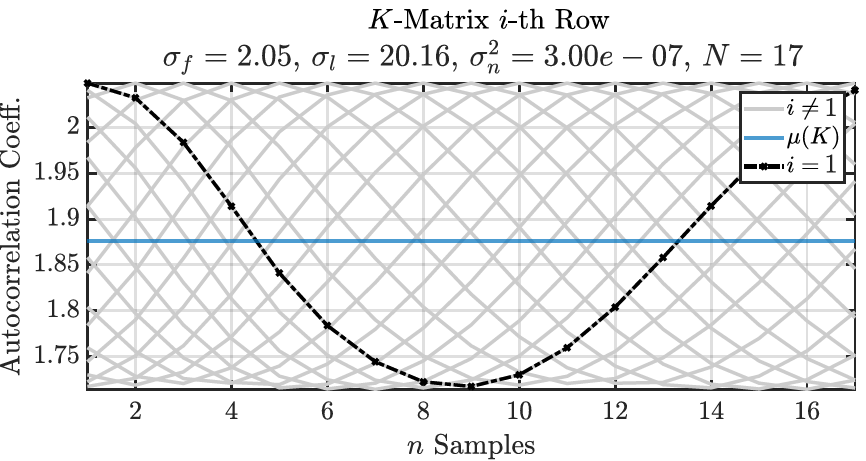 K-Matrix i-th Row
σ_f = 2.05, σ_l = 20.16, σ_n^2 = 3.00e − 07, N = 17
Autocorrelation Coeff.
2
1.95
1.9
1.85
1.8
1.75
i ≠ 1
μ(K)
i = 1
2 4 6 8 10 12 14 16
n Samples